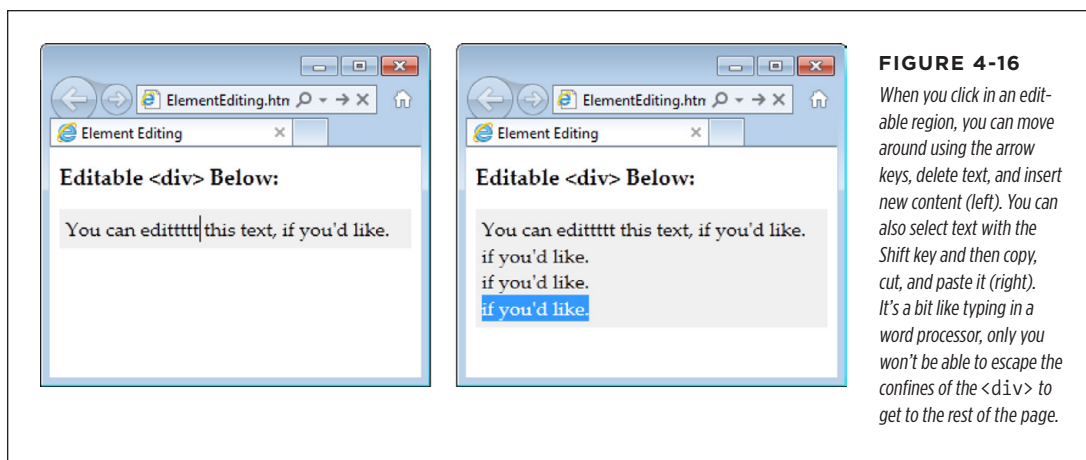 ElementEditing.htn
Element Editing
Editable <div> Below:
You can edittttt this text, if you'd like.
ElementEditing.htn
Element Editing
Editable <div> Below:
You can edittttt this text, if you'd like.
if you'd like.
if you'd like.
if you'd like.
FIGURE 4-16
When you click in an edit-
able region, you can move
around using the arrow
keys, delete text, and insert
new content (left). You can
also select text with the
Shift key and then copy,
cut, and paste it (right).
It's a bit like typing in a
word processor, only you
won't be able to escape the
confines of the <div> to
get to the rest of the page.